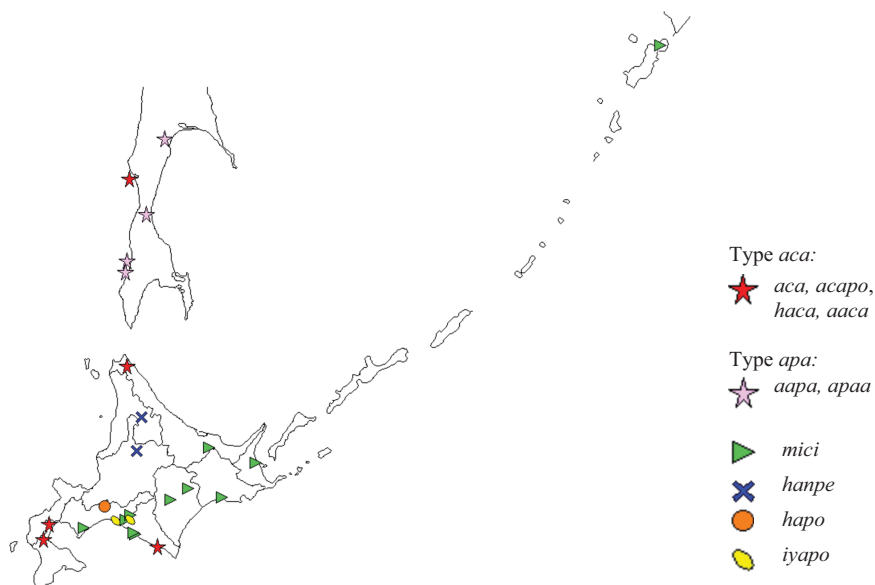 Type aca:
aca, acapo,
haca, aaca
Type apa:
aapa, apaa
mici
hanpe
hapo
iyapo